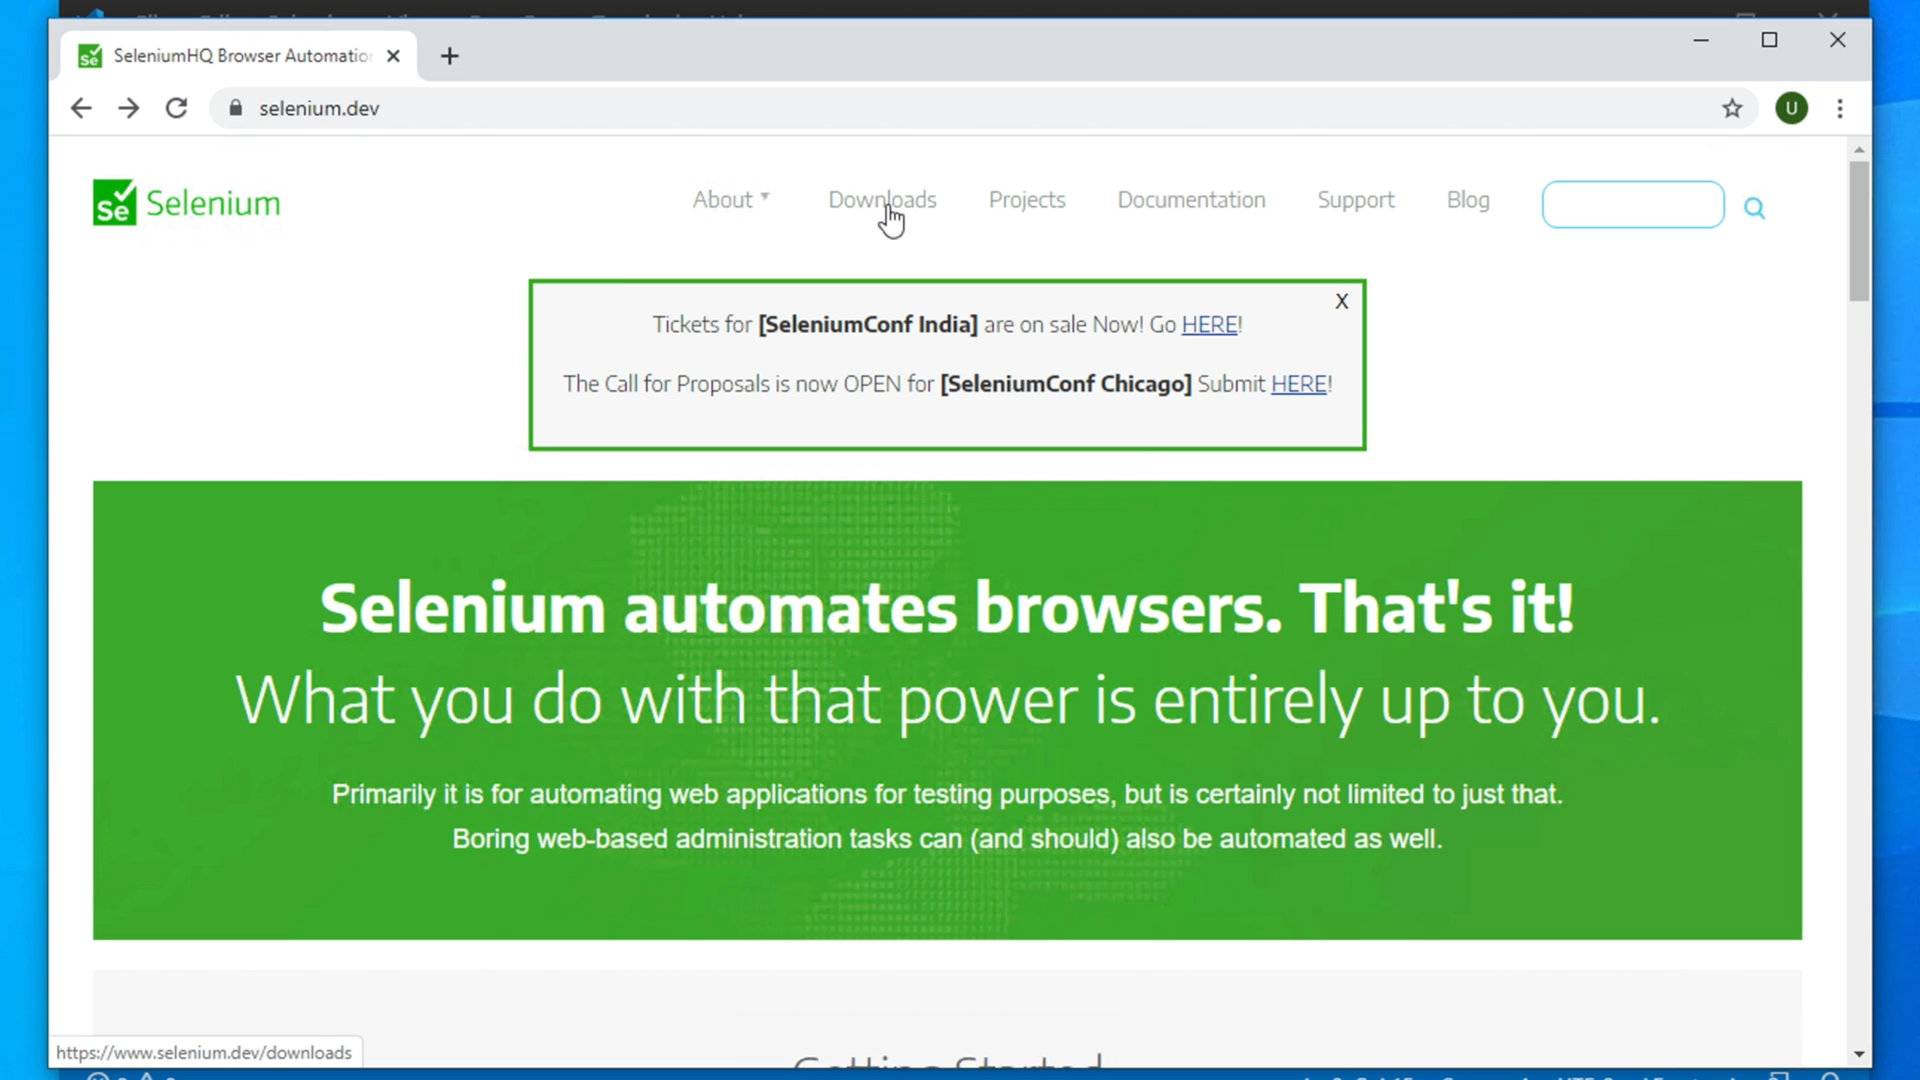 SeleniumHQ Browser Automation
selenium.dev
U
Se Selenium
About
Downloads
Projects
Documentation
Support
Blog
X
Tickets for [SeleniumConf India] are on sale Now! Go HERE!
The Call for Proposals is now OPEN for [SeleniumConf Chicago] Submit HERE!
Selenium automates browsers. That's it!
What you do with that power is entirely up to you.
Primarily it is for automating web applications for testing purposes, but is certainly not limited to just that.
Boring web-based administration tasks can (and should) also be automated as well.
Getting Started
https://www.selenium.dev/downloads